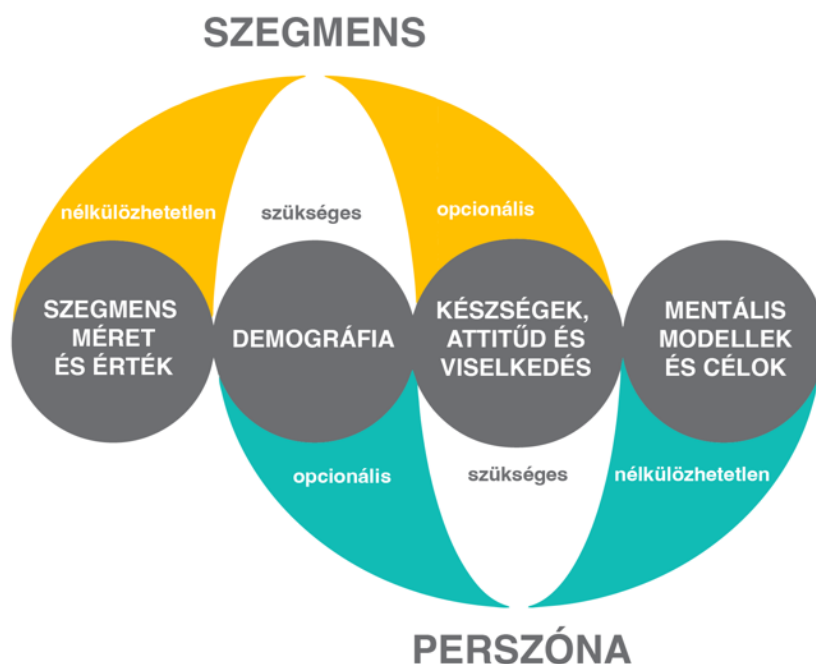 SZEGMENS
nélkülözhetetlen
szükséges
opcionális
SZEGMENS
MÉRET
ÉS ÉRTÉK
DEMOGRÁFIA
KÉSZSÉGEK,
ATTITŰD ÉS
VISELKEDÉS
MENTÁLIS
MODELLEK
ÉS CÉLOK
opcionális
szükséges
nélkülözhetetlen
PERSZÓNA